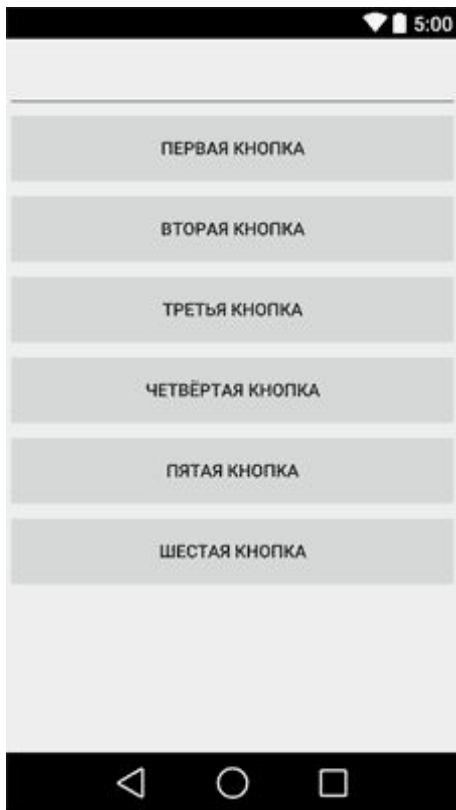 5:00
ПЕРВАЯ КНОПКА
ВТОРАЯ КНОПКА
ТРЕТЬЯ КНОПКА
ЧЕТВЁРТАЯ КНОПКА
ПЯТАЯ КНОПКА
ШЕСТАЯ КНОПКА